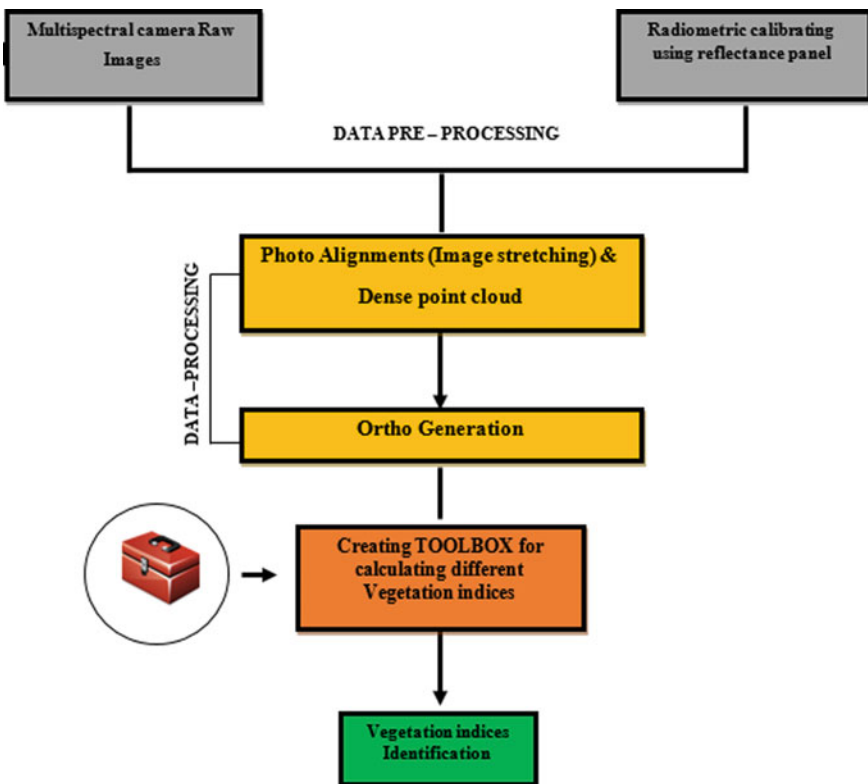 Multispectral camera Raw
Images
Radiometric calibrating
using reflectance panel
DATA PRE – PROCESSING
Photo Alignments (Image stretching) &
Dense point cloud
DATA –PROCESSING
Ortho Generation
Creating TOOLBOX for
calculating different
Vegetation indices
Vegetation indices
Identification